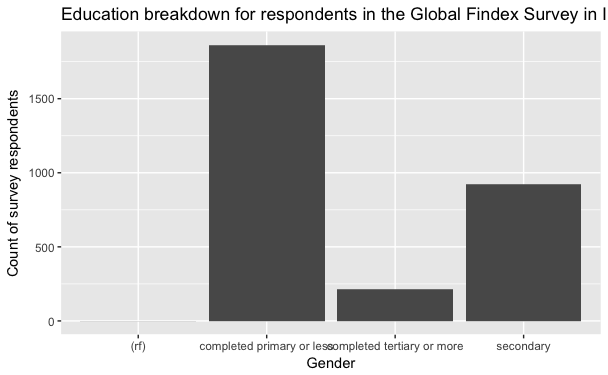 Education breakdown for respondents in the Global Findex Survey in I
Count of survey respondents
1500
1000
500
0
(rf)
completed primary or less
completed tertiary or more
secondary
Gender